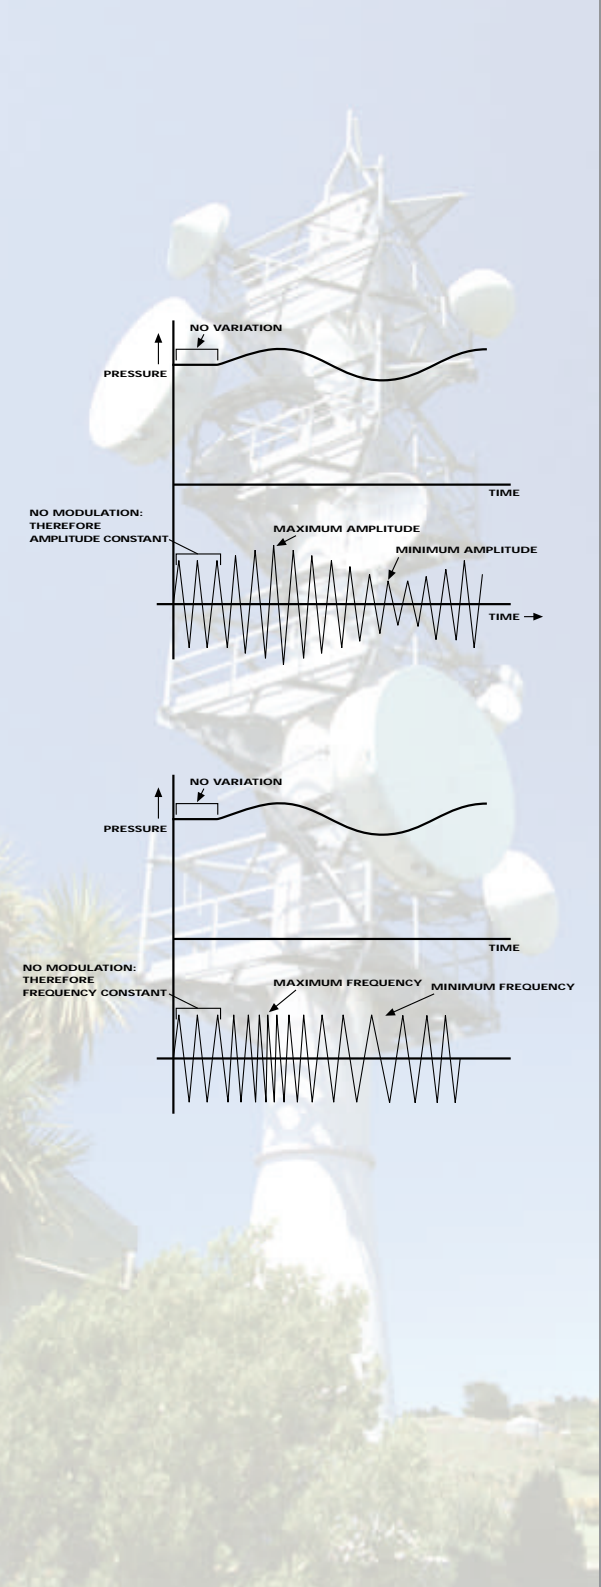 NO VARIATION
PRESSURE
TIME
NO MODULATION:
THEREFORE
AMPLITUDE CONSTANT
MAXIMUM AMPLITUDE
MINIMUM AMPLITUDE
TIME
NO VARIATION
PRESSURE
TIME
NO MODULATION:
THEREFORE
FREQUENCY CONSTANT
MAXIMUM FREQUENCY
MINIMUM FREQUENCY